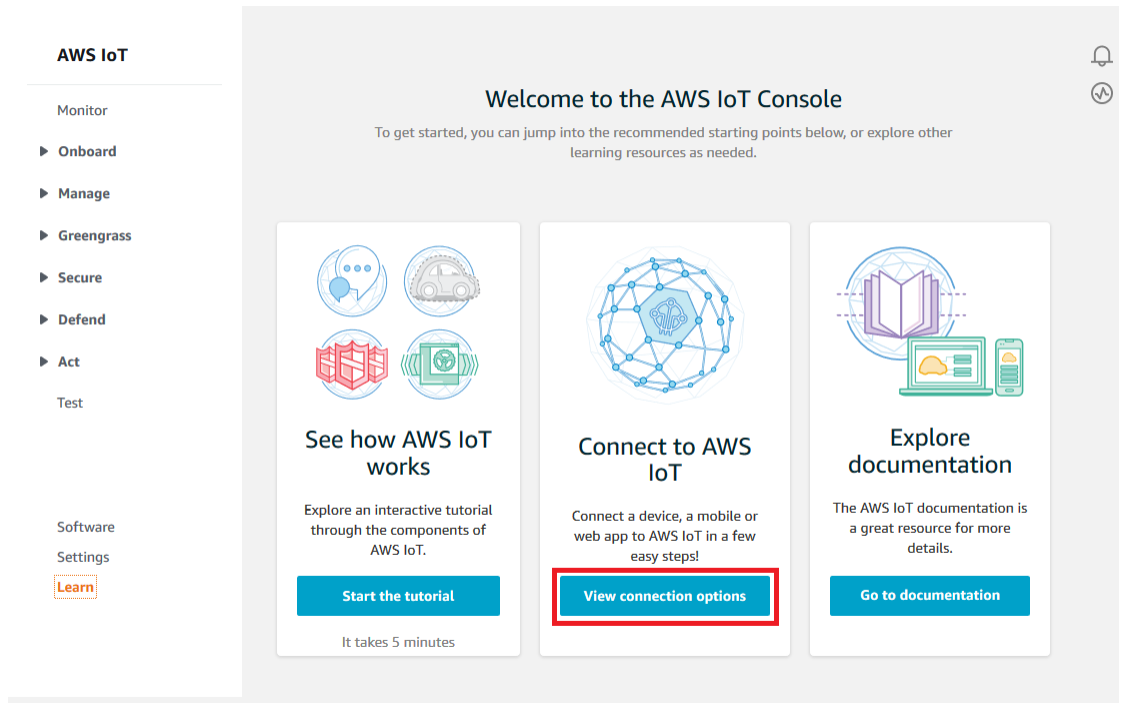 AWS IoT
Monitor
Onboard
Manage
Greengrass
Secure
Defend
Act
Test
Software
Settings
Learn
Welcome to the AWS IoT Console
To get started, you can jump into the recommended starting points below, or explore other
learning resources as needed.
See how AWS IoT
works
Explore an interactive tutorial
through the components of
AWS IoT.
Start the tutorial
It takes 5 minutes
Connect to AWS
IoT
Connect a device, a mobile or
web app to AWS IoT in a few
easy steps!
View connection options
Explore
documentation
The AWS IoT documentation is
a great resource for more
details.
Go to documentation